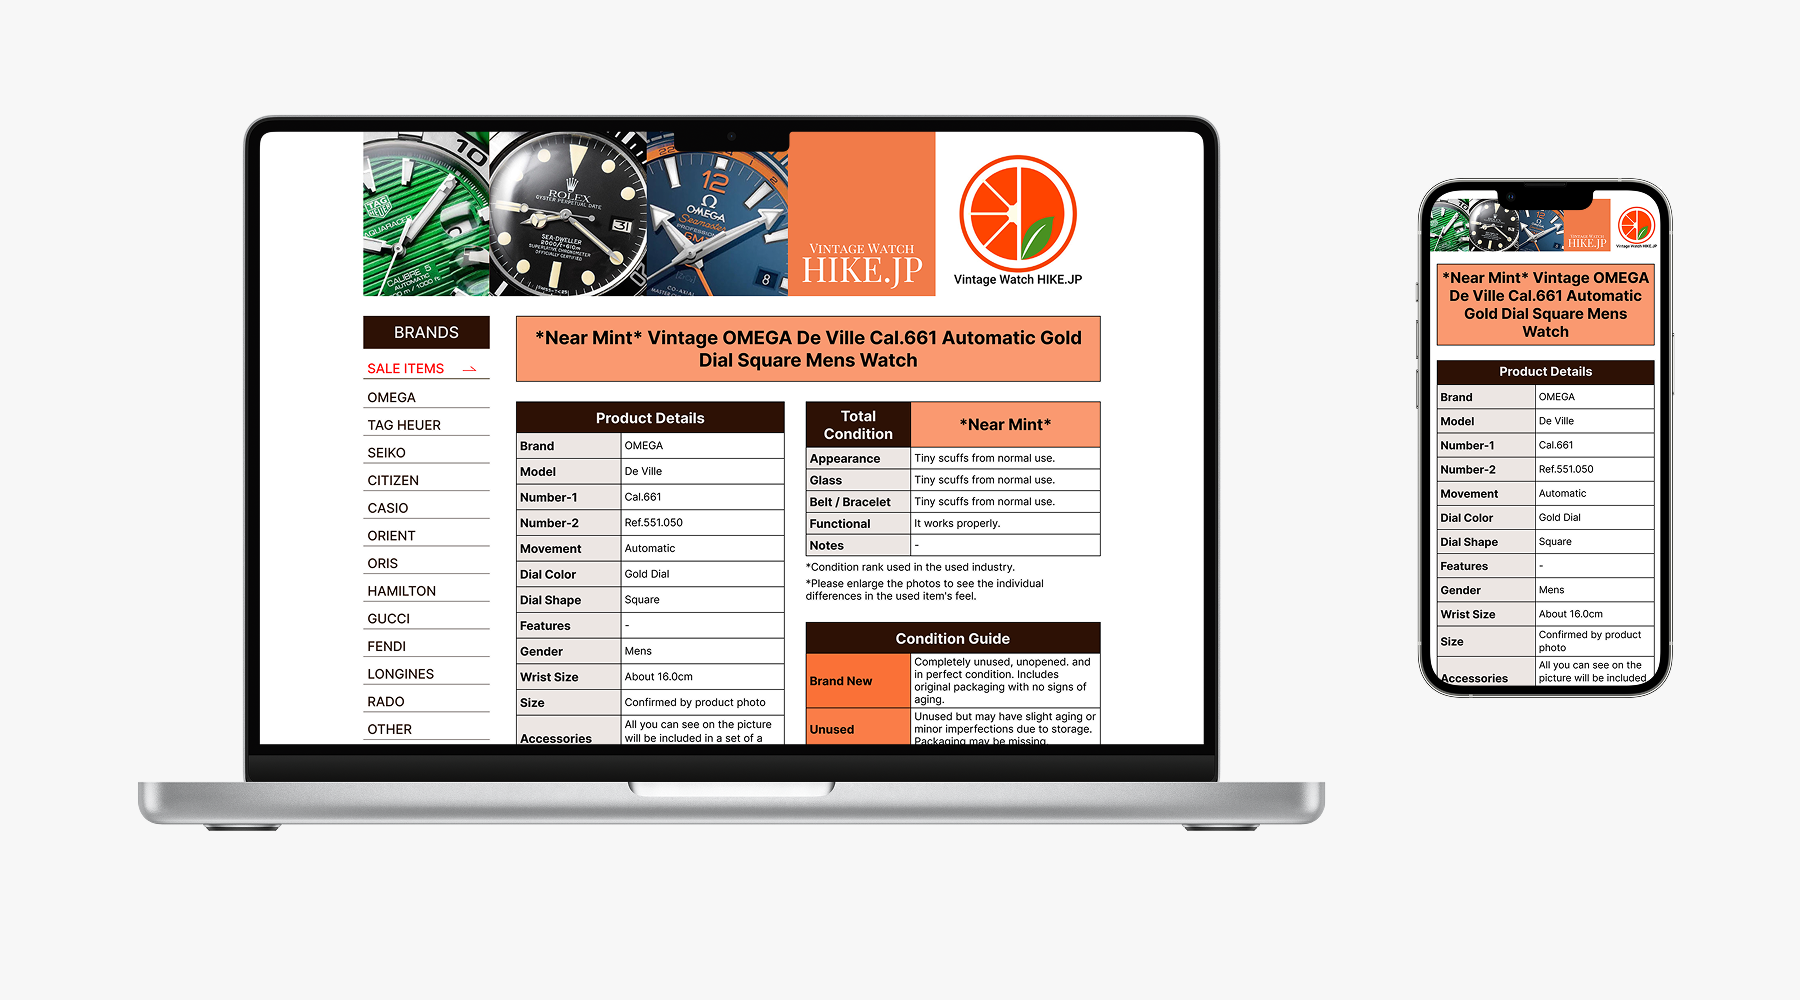 10
TAG
HEUER
AQUARACER
CALIBRE 5
AUTOMATIC
ROLEX
OYSTER PERPETUAL DATE
31
SEA-DWELLER
2000ft=610m
SUPERLATIVE CHRONOMETER
OFFICIALLY CERTIFIED
12
Ω
OMEGA
Seamaster
PROFESSIONAL
GMT
8
CO-AXIAL
VINTAGE WATCH
HIKE.JP
Vintage Watch HIKE.JP
BRANDS
SALE ITEMS
OMEGA
TAG HEUER
SEIKO
CITIZEN
CASIO
ORIENT
ORIS
HAMILTON
GUCCI
FENDI
LONGINES
RADO
OTHER
*Near Mint* Vintage OMEGA De Ville Cal.661 Automatic Gold
Dial Square Mens Watch
Product Details
Brand OMEGA
Model De Ville
Number-1 Cal.661
Number-2 Ref.551.050
Movement Automatic
Dial Color Gold Dial
Dial Shape Square
Features -
Gender Mens
Wrist Size About 16.0cm
Size Confirmed by product photo
Accessories All you can see on the picture
will be included in a set of a
Total
Condition
*Near Mint*
Appearance Tiny scuffs from normal use.
Glass Tiny scuffs from normal use.
Belt / Bracelet Tiny scuffs from normal use.
Functional It works properly.
Notes -
*Condition rank used in the used industry.
*Please enlarge the photos to see the individual
differences in the used item's feel.
Condition Guide
Brand New
Completely unused, unopened. and
in perfect condition. Includes
original packaging with no signs of
aging.
Unused
Unused but may have slight aging or
minor imperfections due to storage.
Packaging may be missing.
VINTAGE WATCH
HIKE.JP
Vintage Watch HIKE.JP
*Near Mint* Vintage OMEGA
De Ville Cal.661 Automatic
Gold Dial Square Mens
Watch
Product Details
Brand OMEGA
Model De Ville
Number-1 Cal.661
Number-2 Ref.551.050
Movement Automatic
Dial Color Gold Dial
Dial Shape Square
Features -
Gender Mens
Wrist Size About 16.0cm
Size Confirmed by product
photo
Accessories All you can see on the
picture will be included